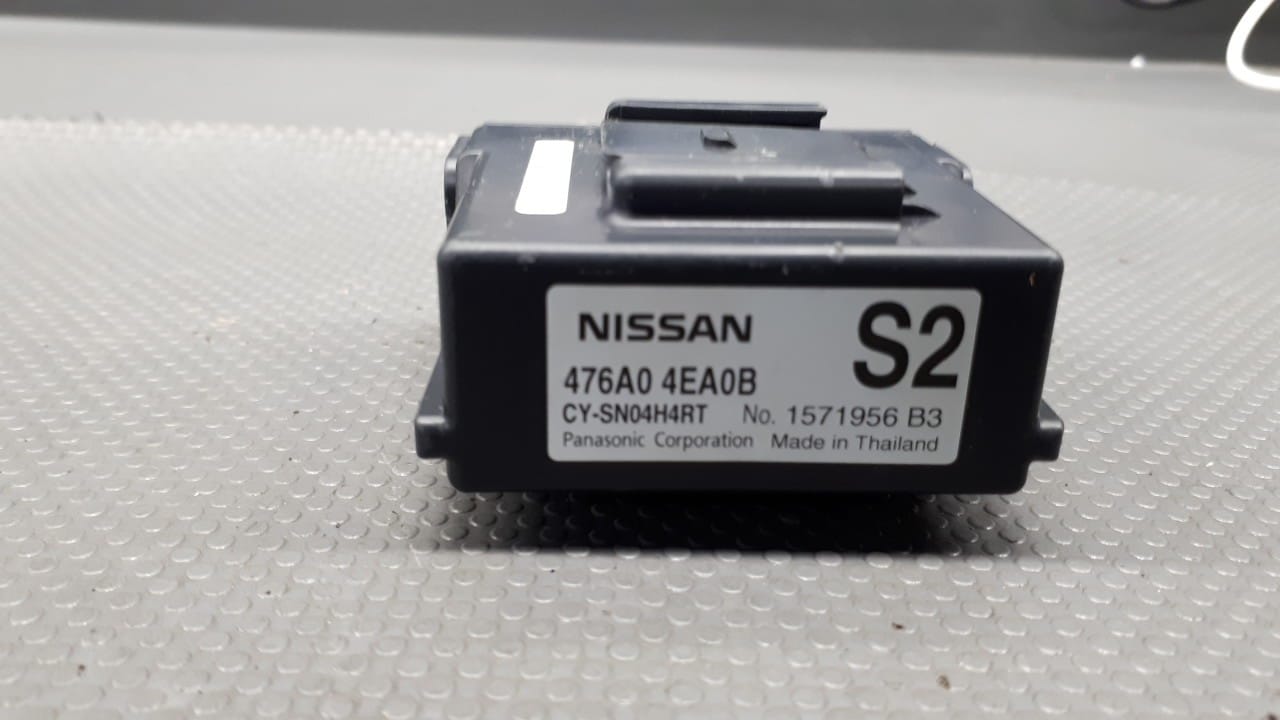 NISSAN
S2
476A0 4EA0B
CY-SN04H4RT No. 1571956 B3
Panasonic Corporation Made in Thailand